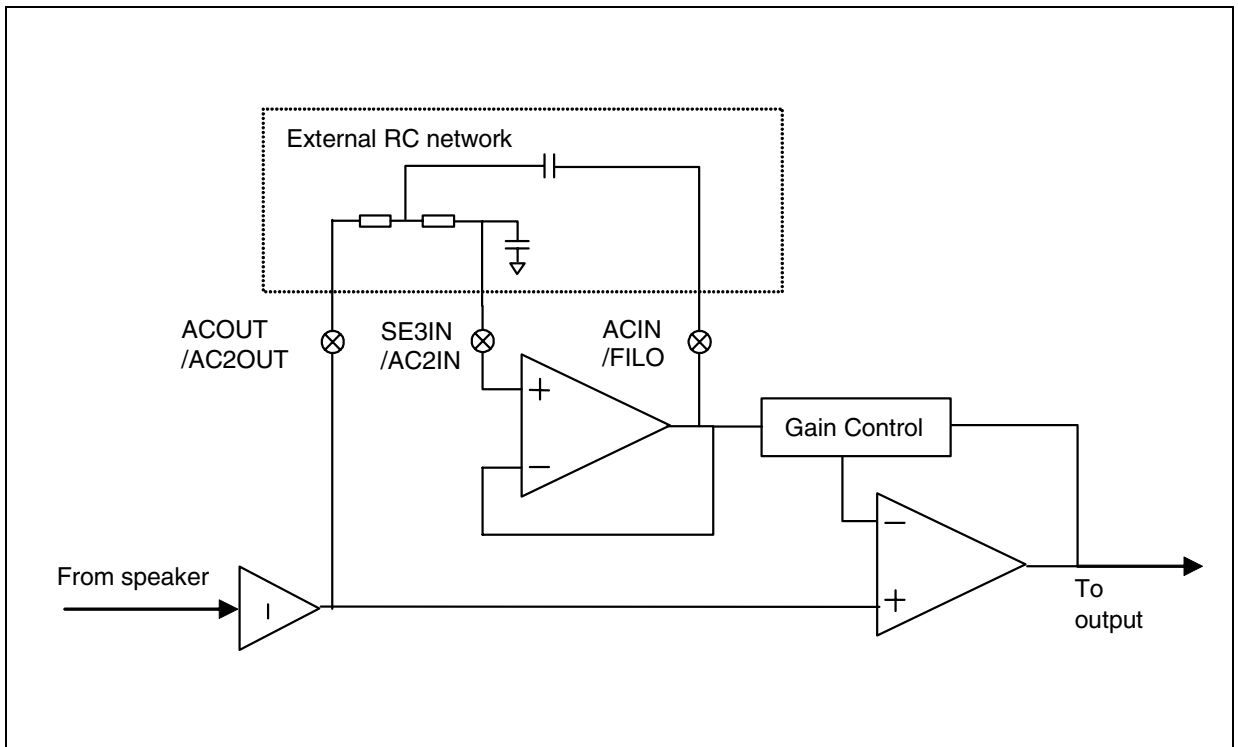 External RC network
ACOUT
/AC2OUT
SE3IN
/AC2IN
ACIN
/FILO
+
−
Gain Control
−
+
From speaker
−
To
output